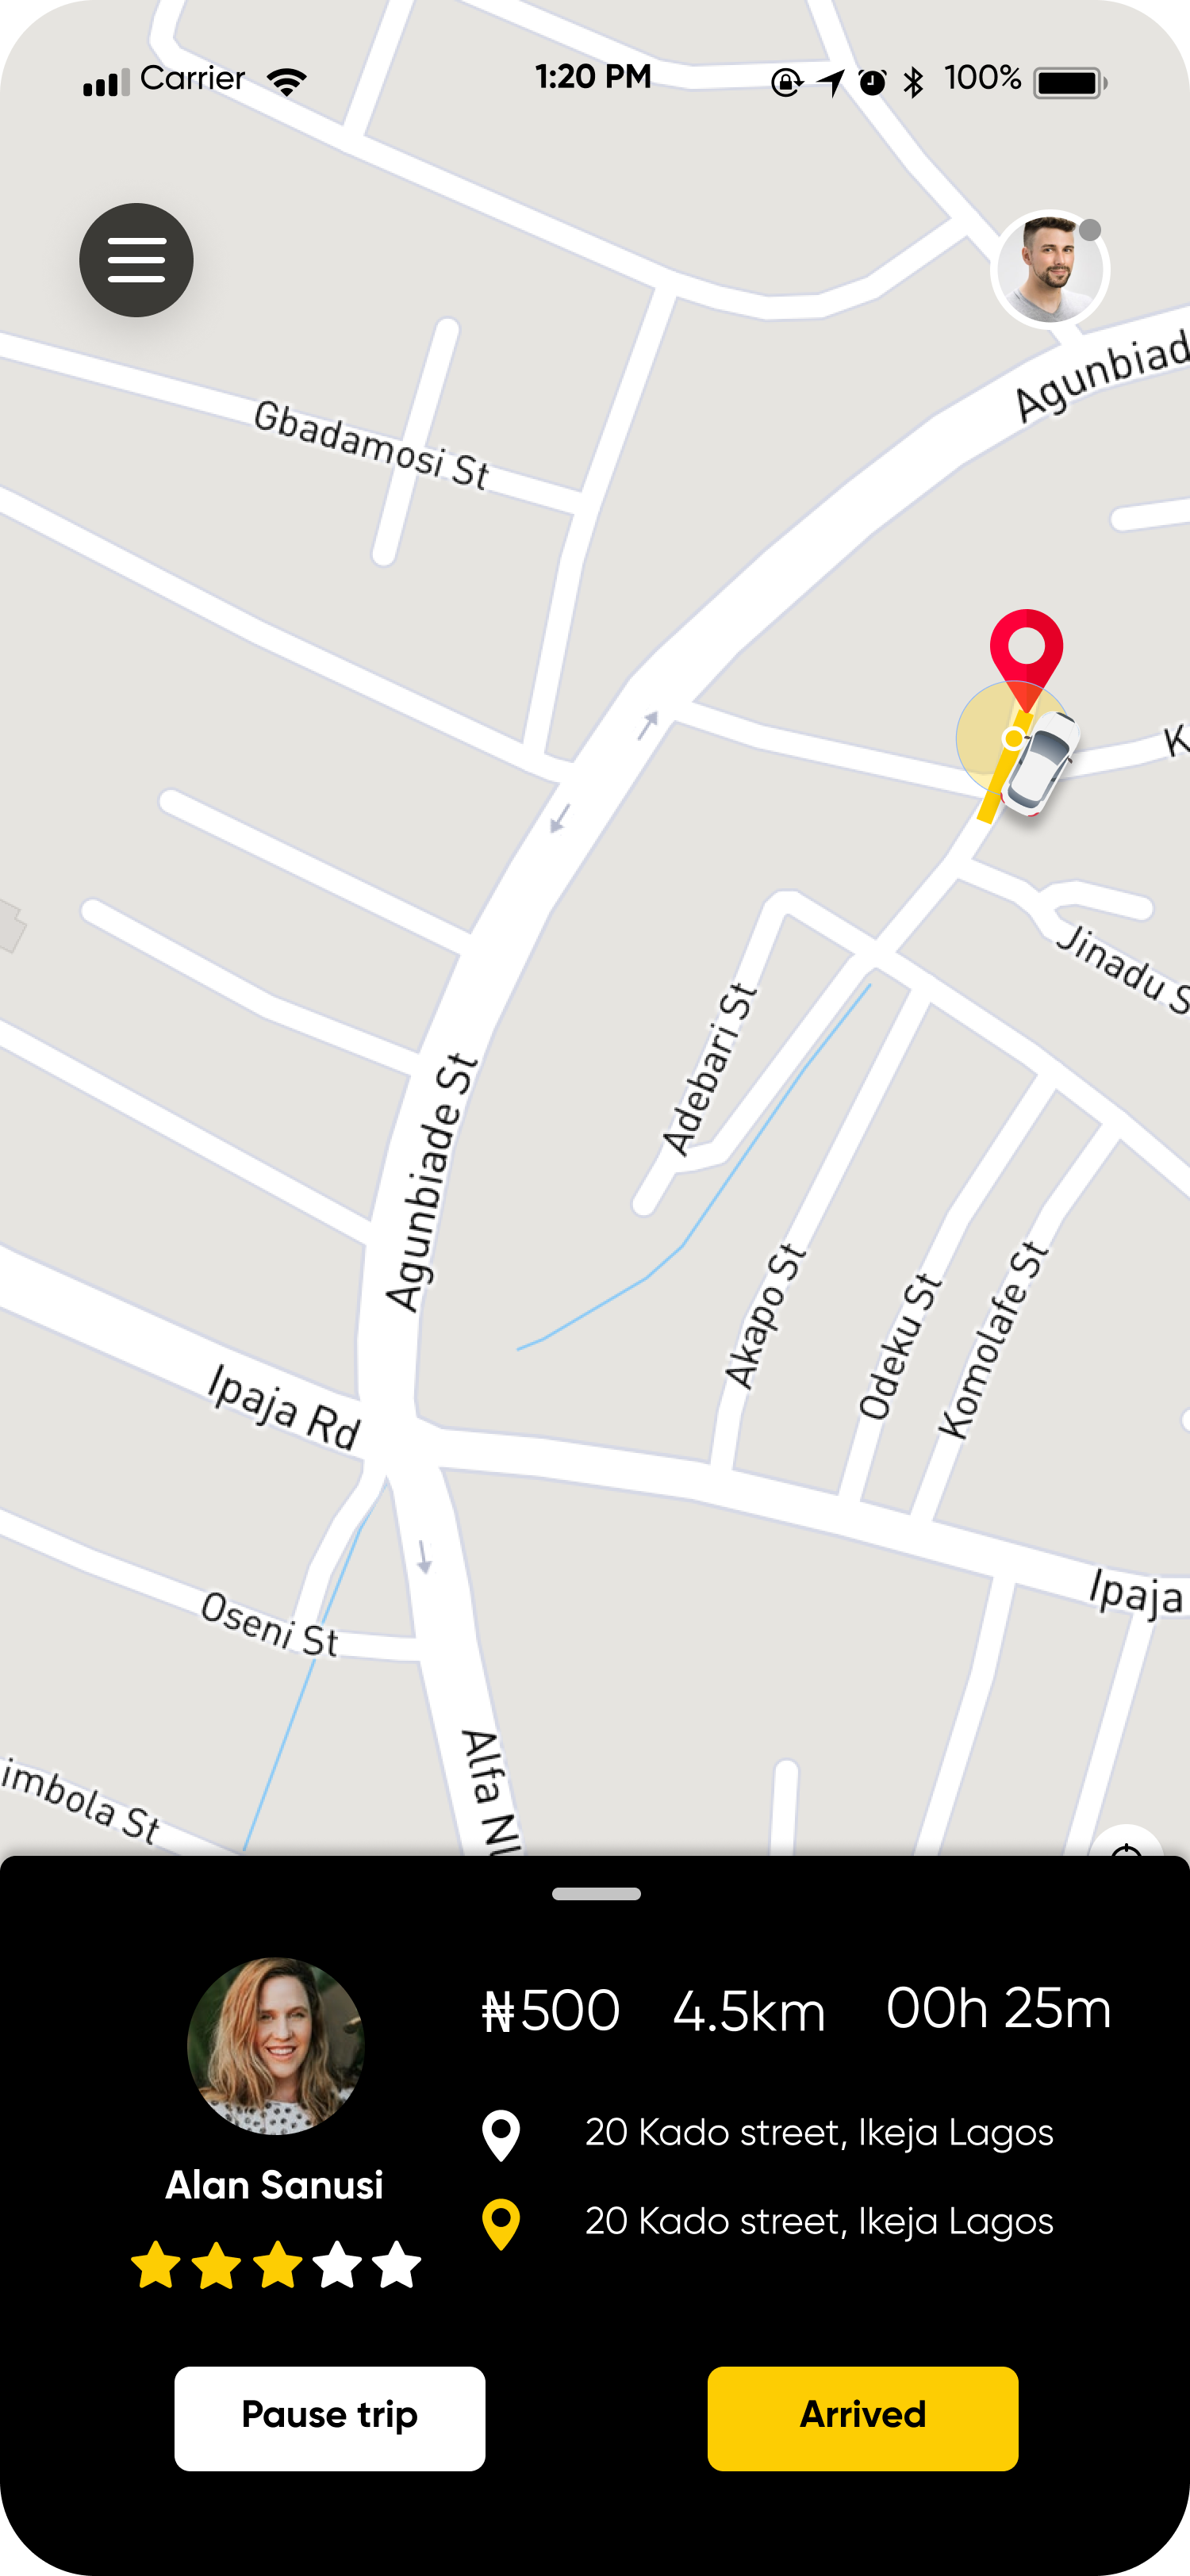 Carrier 1:20 PM 100%
Agunbiad
Gbadamosi St
K
Jinadu S
Adebari St
Agunbiade St
Akapo St
Odeku St
Komolafe St
Ipaja Rd
Ipaja
Oseni St
Alfa Nl
imbola St
₦500 4.5km 00h 25m
20 Kado street, Ikeja Lagos
Alan Sanusi
20 Kado street, Ikeja Lagos
Pause trip Arrived